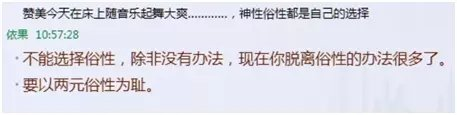 赞美今天在床上随音乐起舞大爽…………，神性俗性都是自己的选择
依果 10:57:28
• 不能选择俗性，除非没有办法，现在你脱离俗性的办法很多了。
• 要以两元俗性为耻。